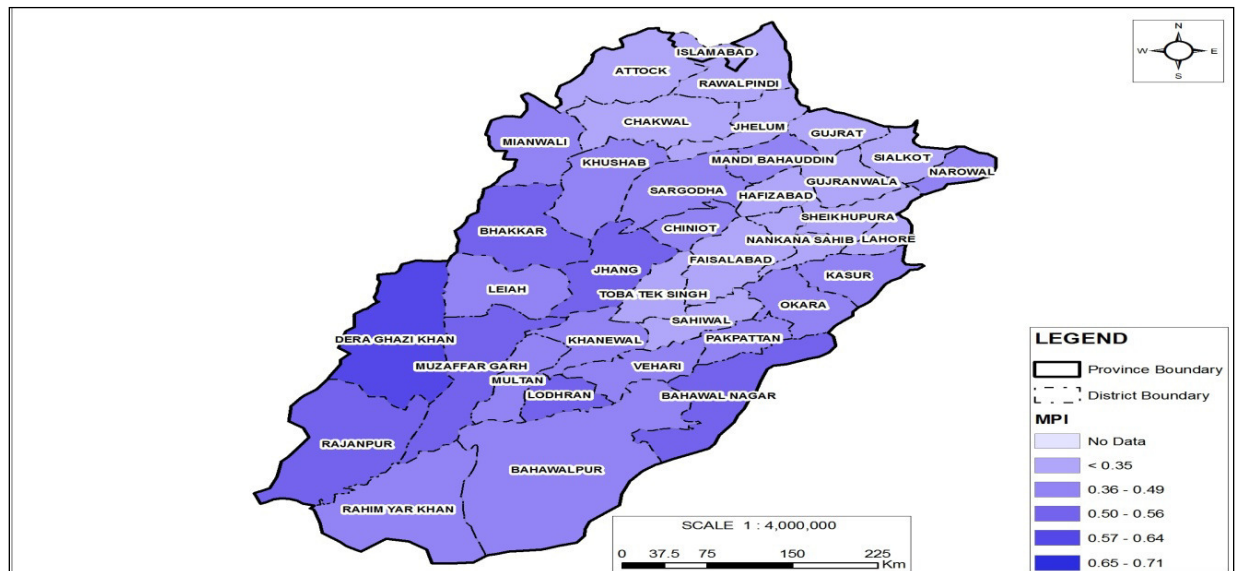 N
ISLAMABAD
W E
ATTOCK
S
RAWALPINDI
CHAKWAL
JHELUM
GUJRAT
MIANWALI
KHUSHAB
MANDI BAHAUDDIN
SIALKOT
NAROWAL
GUJRANWALA
SARGODHA
HAFIZABAD
SHEIKHUPURA
BHAKKAR
CHINIOT
NANKANA SAHIB
LAHORE
FAISALABAD
JHANG
KASUR
LEIAH
TOBA TEK SINGH
OKARA
SAHIWAL
DERA GHAZI KHAN
KHANEWAL
PAKPATTAN
MUZAFFAR GARH
VEHARI
MULTAN
LODHRAN
BAHAWAL NAGAR
RAJANPUR
BAHAWALPUR
RAHIM YAR KHAN
LEGEND
Province Boundary
District Boundary
MPI
No Data
< 0.35
0.36 - 0.49
0.50 - 0.56
0.57 - 0.64
0.65 - 0.71
SCALE 1 : 4,000,000
0 37.5 75 150 225
Km